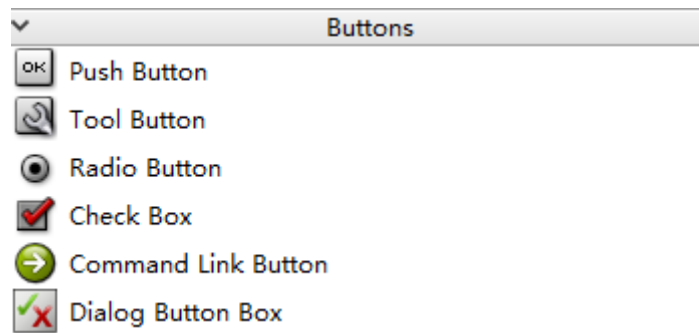 Buttons
OK Push Button
Tool Button
Radio Button
Check Box
Command Link Button
Dialog Button Box